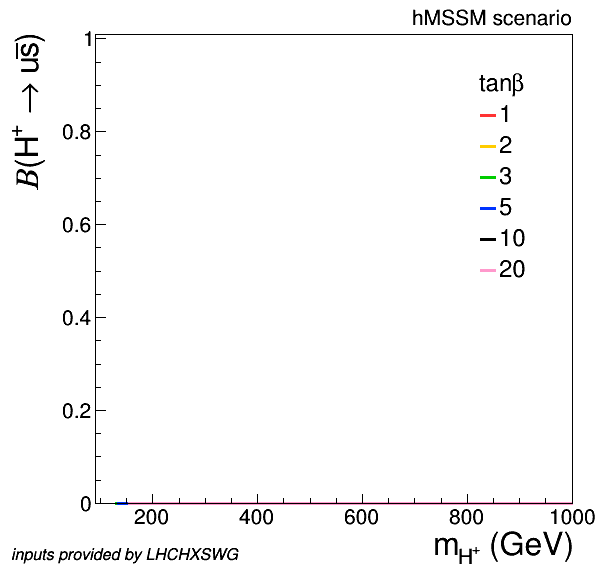 hMSSM scenario
B(H⁺ → us̅)
1
0.8
0.6
0.4
0.2
0
tanβ
1
2
3
5
10
20
200 400 600 800 1000
m_H⁺ (GeV)
inputs provided by LHCHXSWG